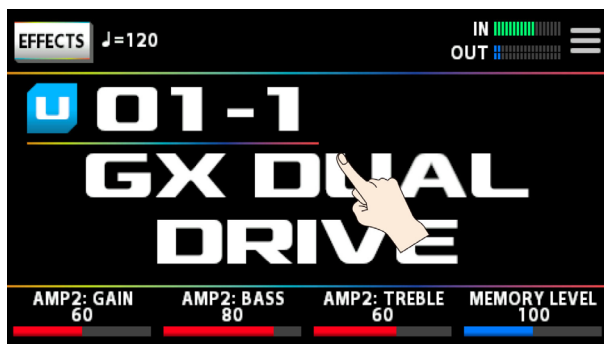 EFFECTS ♩=120 IN
OUT
U 01-1
GX DUAL
DRIVE
AMP2: GAIN AMP2: BASS AMP2: TREBLE MEMORY LEVEL
60 80 60 100